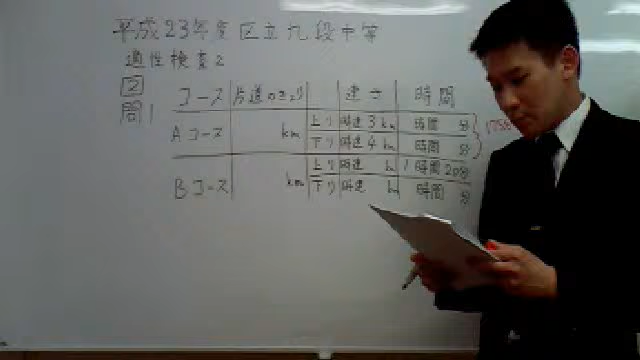 平成23年度区立九段中等
適性検査2
2
問1
コース 片道のきょり 速さ 時間
Aコース km 上り 時速3km 時間 分
下り 時速4km 時間 分
Bコース km 上り 時速 km 1時間20分
下り 時速 km 時間 分